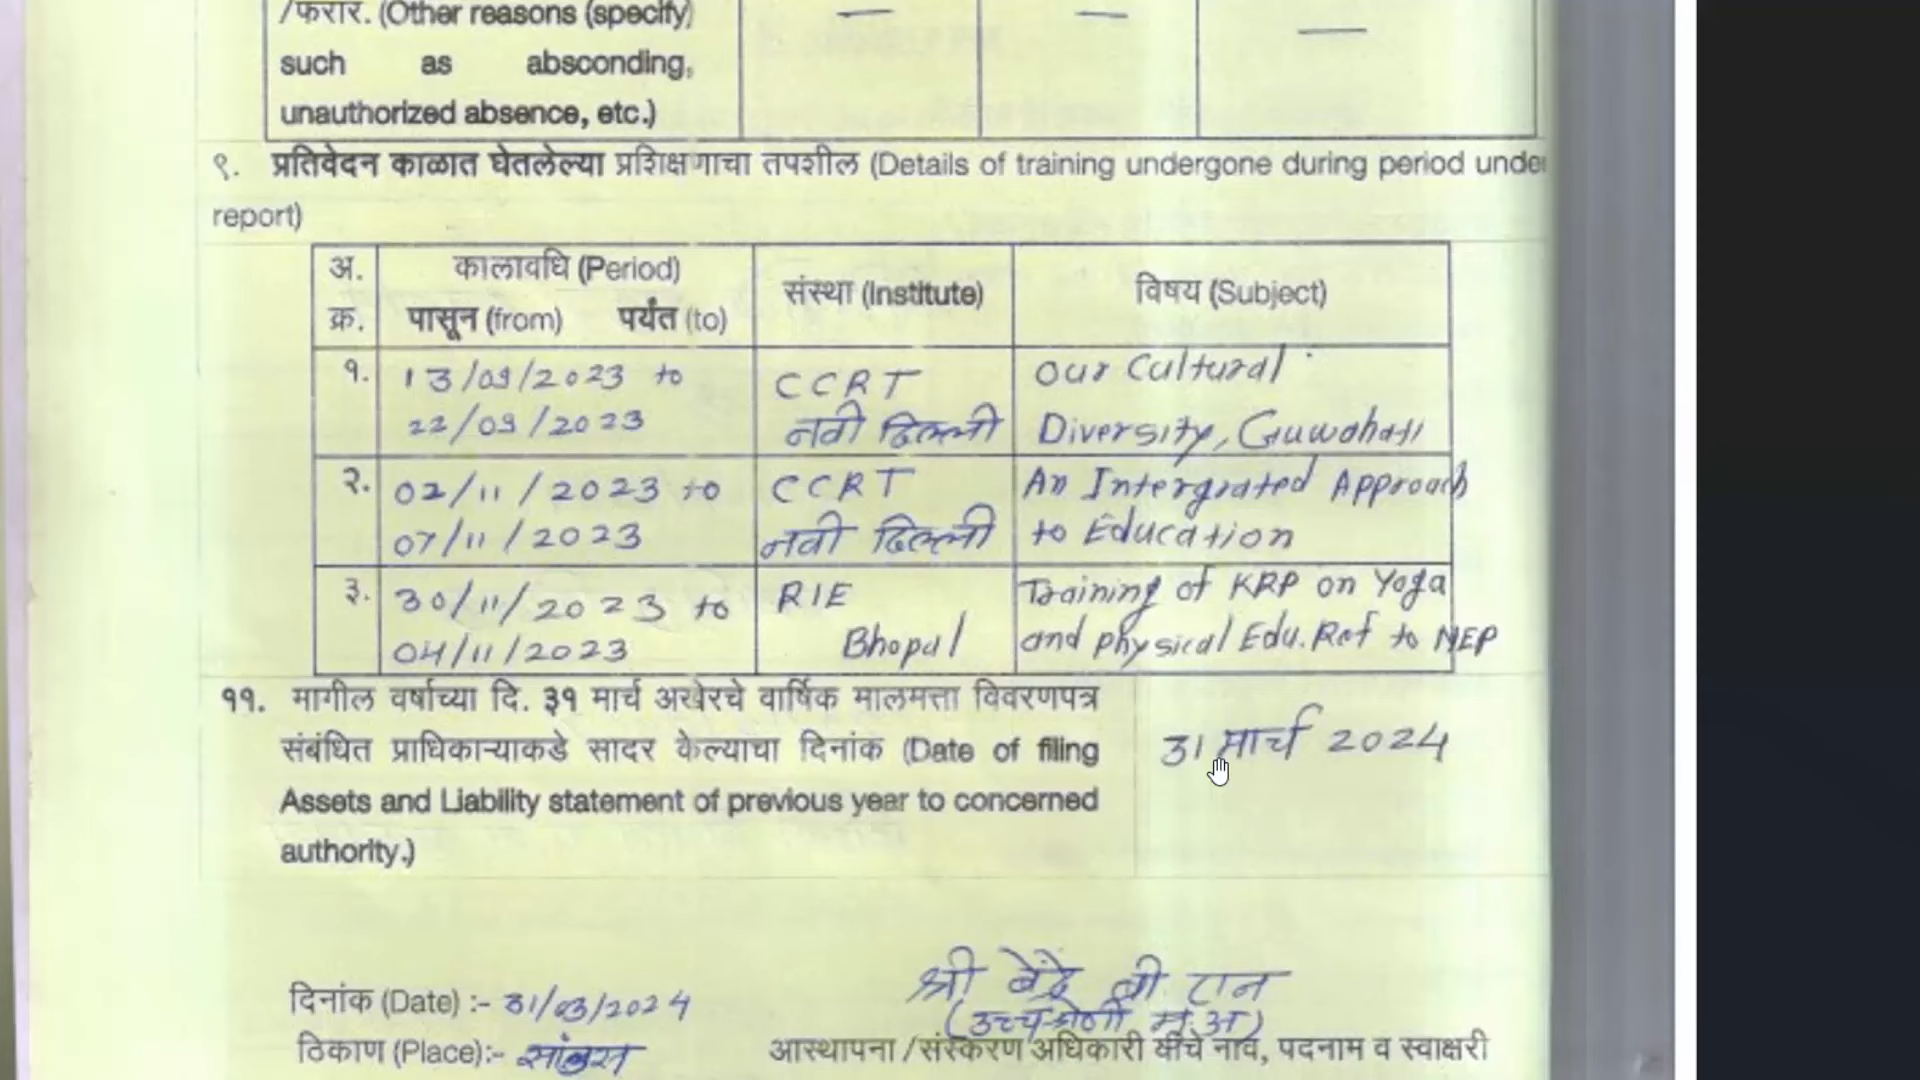 /फरार. (Other reasons (specify)
such as absconding,
unauthorized absence, etc.)
९. प्रतिवेदन काळात घेतलेल्या प्रशिक्षणाचा तपशील (Details of training undergone during period under
report)
अ. क्र.
कालावधि (Period)
पासून (from) पर्यंत (to)
संस्था (Institute)
विषय (Subject)
१. 13/09/2023 to
22/09/2023
CCRT
नवी दिल्ली
Our Cultural
Diversity, Guwahati
२. 02/11/2023 to
07/11/2023
CCRT
नवी दिल्ली
An Intergrated Approach
to Education
३. 30/11/2023 to
04/11/2023
RIE
Bhopal
Training of KRP on Yoga
and physical Edu. Ref to NEP
११. मागील वर्षाच्या दि. ३१ मार्च अखेरचे वार्षिक मालमत्ता विवरणपत्र
संबंधित प्राधिकाऱ्याकडे सादर केल्याचा दिनांक (Date of filing
Assets and Liability statement of previous year to concerned
authority.)
31 मार्च 2024
श्री
दिनांक (Date) :- 31/03/2024
ठिकाण (Place):-
आस्थापना / संस्करण अधिकारी यांचे नाव, पदनाम व स्वाक्षरी